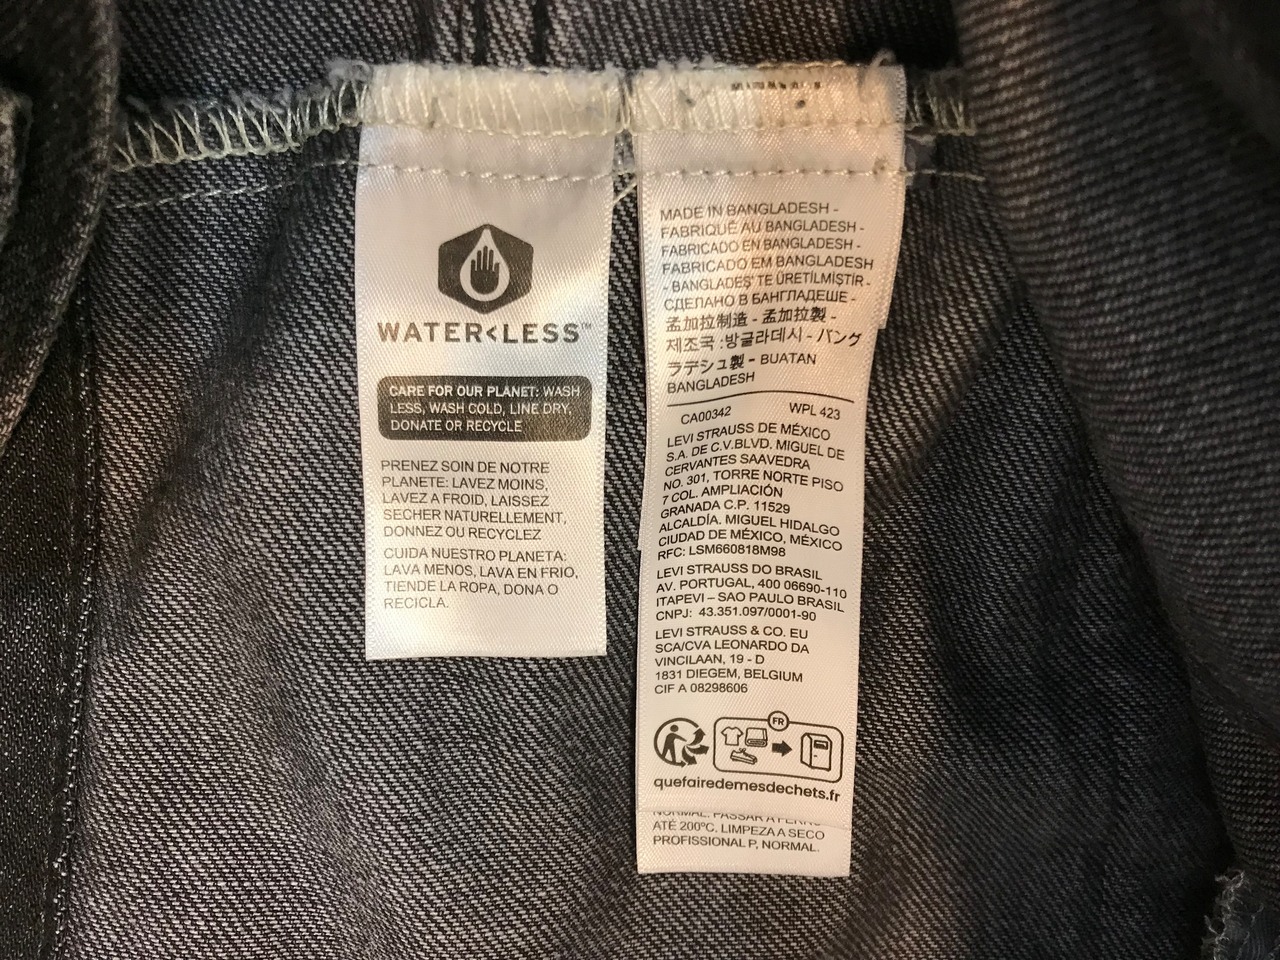 WATER<LESS™
CARE FOR OUR PLANET: WASH
LESS, WASH COLD, LINE DRY,
DONATE OR RECYCLE
PRENEZ SOIN DE NOTRE
PLANETE: LAVEZ MOINS,
LAVEZ A FROID, LAISSEZ
SECHER NATURELLEMENT,
DONNEZ OU RECYCLEZ
CUIDA NUESTRO PLANETA:
LAVA MENOS, LAVA EN FRIO,
TIENDE LA ROPA, DONA O
RECICLA.
MADE IN BANGLADESH -
FABRIQUÉ AU BANGLADESH -
FABRICADO EN BANGLADESH -
FABRICADO EM BANGLADESH
- BANGLADEŞ'TE ÜRETİLMİŞTİR -
СДЕЛАНО В БАНГЛАДЕШЕ -
孟加拉制造 - 孟加拉製 -
제조국 :방글라데시 - バング
ラデシュ製 - BUATAN
BANGLADESH
CA00342 WPL 423
LEVI STRAUSS DE MÉXICO
S.A. DE C.V.BLVD. MIGUEL DE
CERVANTES SAAVEDRA
NO. 301, TORRE NORTE PISO
7 COL. AMPLIACIÓN
GRANADA C.P. 11529
ALCALDÍA. MIGUEL HIDALGO
CIUDAD DE MÉXICO, MÉXICO
RFC: LSM660818M98
LEVI STRAUSS DO BRASIL
AV. PORTUGAL, 400 06690-110
ITAPEVI – SAO PAULO BRASIL
CNPJ: 43.351.097/0001-90
LEVI STRAUSS & CO. EU
SCA/CVA LEONARDO DA
VINCILAAN, 19 - D
1831 DIEGEM, BELGIUM
CIF A 08298606
FR
quefairedemesdechets.fr
NORMAL. PASSAR A FERRO
ATÉ 200ºC. LIMPEZA A SECO
PROFISSIONAL P, NORMAL.